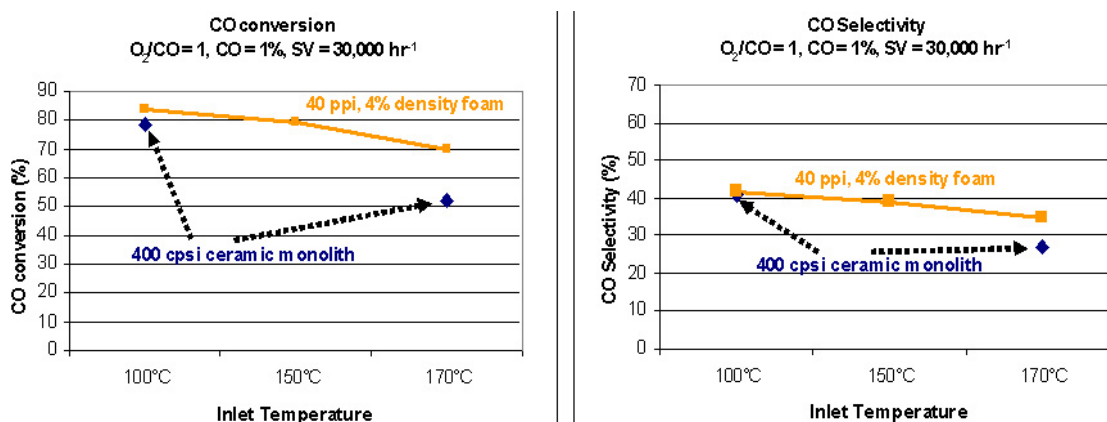 CO conversion
O2/CO = 1, CO = 1%, SV = 30,000 hr-1
90
80
70
60
50
40
30
20
10
0
CO conversion (%)
40 ppi, 4% density foam
400 cpsi ceramic monolith
100°C 150°C 170°C
Inlet Temperature
CO Selectivity
O2/CO = 1, CO = 1%, SV = 30,000 hr-1
70
60
50
40
30
20
10
0
CO Selectivity (%)
40 ppi, 4% density foam
400 cpsi ceramic monolith
100°C 150°C 170°C
Inlet Temperature